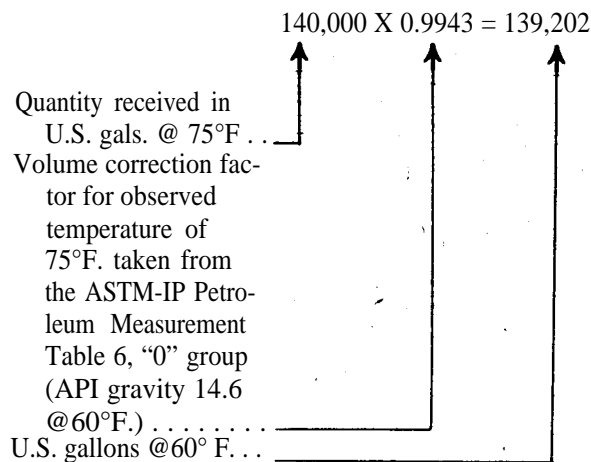 140,000 X 0.9943 = 139,202
Quantity received in
U.S. gals. @ 75°F . .
Volume correction fac-
tor for observed
temperature of
75°F. taken from
the ASTM-IP Petro-
leum Measurement
Table 6, “0” group
(API gravity 14.6
@60°F.) . . . . . . . .
U.S. gallons @60° F. . .